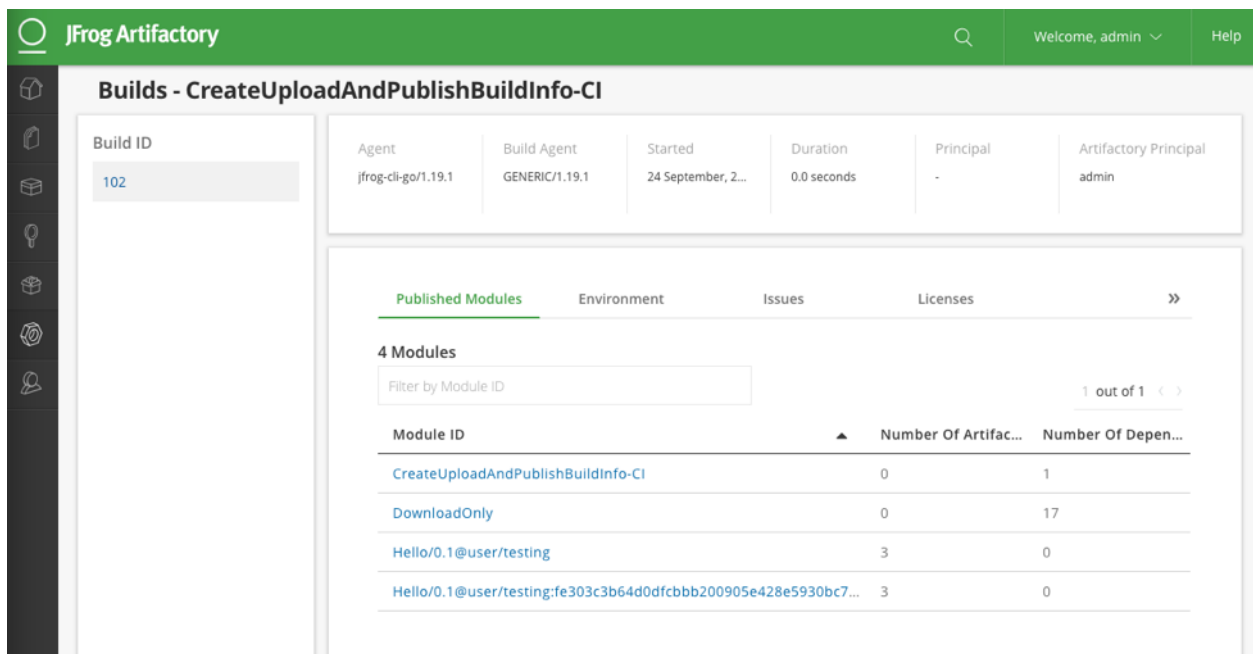 JFrog Artifactory
Welcome, admin
Help
Builds - CreateUploadAndPublishBuildInfo-CI
Build ID
102
Agent
Build Agent
Started
Duration
Principal
Artifactory Principal
jfrog-cli-go/1.19.1
GENERIC/1.19.1
24 September, 2...
0.0 seconds
-
admin
Published Modules
Environment
Issues
Licenses
»
4 Modules
Filter by Module ID
1 out of 1 < >
Module ID
Number Of Artifac...
Number Of Depen...
CreateUploadAndPublishBuildInfo-CI 0 1
DownloadOnly 0 17
Hello/0.1@user/testing 3 0
Hello/0.1@user/testing:fe303c3b64d0dfcbbb200905e428e5930bc7... 3 0